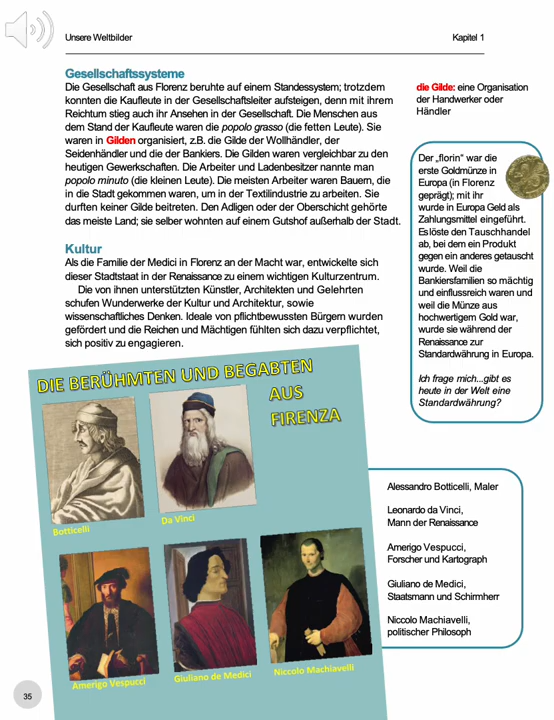 Unsere Weltbilder
Kapitel 1
Gesellschaftssysteme
Die Gesellschaft aus Florenz beruhte auf einem Standessystem; trotzdem
konnten die Kaufleute in der Gesellschaftsleiter aufsteigen, denn mit ihrem
Reichtum stieg auch ihr Ansehen in der Gesellschaft. Die Menschen aus
dem Stand der Kaufleute waren die popolo grasso (die fetten Leute). Sie
waren in Gilden organisiert, z.B. die Gilde der Wollhändler, der
Seidenhändler und die der Bankiers. Die Gilden waren vergleichbar zu den
heutigen Gewerkschaften. Die Arbeiter und Ladenbesitzer nannte man
popolo minuto (die kleinen Leute). Die meisten Arbeiter waren Bauern, die
in die Stadt gekommen waren, um in der Textilindustrie zu arbeiten. Sie
durften keiner Gilde beitreten. Den Adligen oder der Oberschicht gehörte
das meiste Land; sie selber wohnten auf einem Gutshof außerhalb der Stadt.
Kultur
Als die Familie der Medici in Florenz an der Macht war, entwickelte sich
dieser Stadtstaat in der Renaissance zu einem wichtigen Kulturzentrum.
Die von ihnen unterstützten Künstler, Architekten und Gelehrten
schufen Wunderwerke der Kultur und Architektur, sowie
wissenschaftliches Denken. Ideale von pflichtbewussten Bürgern wurden
gefördert und die Reichen und Mächtigen fühlten sich dazu verpflichtet,
sich positiv zu engagieren.
die Gilde: eine Organisation
der Handwerker oder
Händler
Der „florin" war die
erste Goldmünze in
Europa (in Florenz
geprägt); mit ihr
wurde in Europa Geld als
Zahlungsmittel eingeführt.
Es löste den Tauschhandel
ab, bei dem ein Produkt
gegen ein anderes getauscht
wurde. Weil die
Bankiersfamilien so mächtig
und einflussreich waren und
weil die Münze aus
hochwertigem Gold war,
wurde sie während der
Renaissance zur
Standardwährung in Europa.
Ich frage mich...gibt es
heute in der Welt eine
Standardwährung?
DIE BERÜHMTEN UND BEGABTEN
AUS
FIRENZA
Botticelli
Da Vinci
Amerigo Vespucci
Giuliano de Medici
Niccolo Machiavelli
Alessandro Botticelli, Maler
Leonardo da Vinci,
Mann der Renaissance
Amerigo Vespucci,
Forscher und Kartograph
Giuliano de Medici,
Staatsmann und Schirmherr
Niccolo Machiavelli,
politischer Philosoph
35